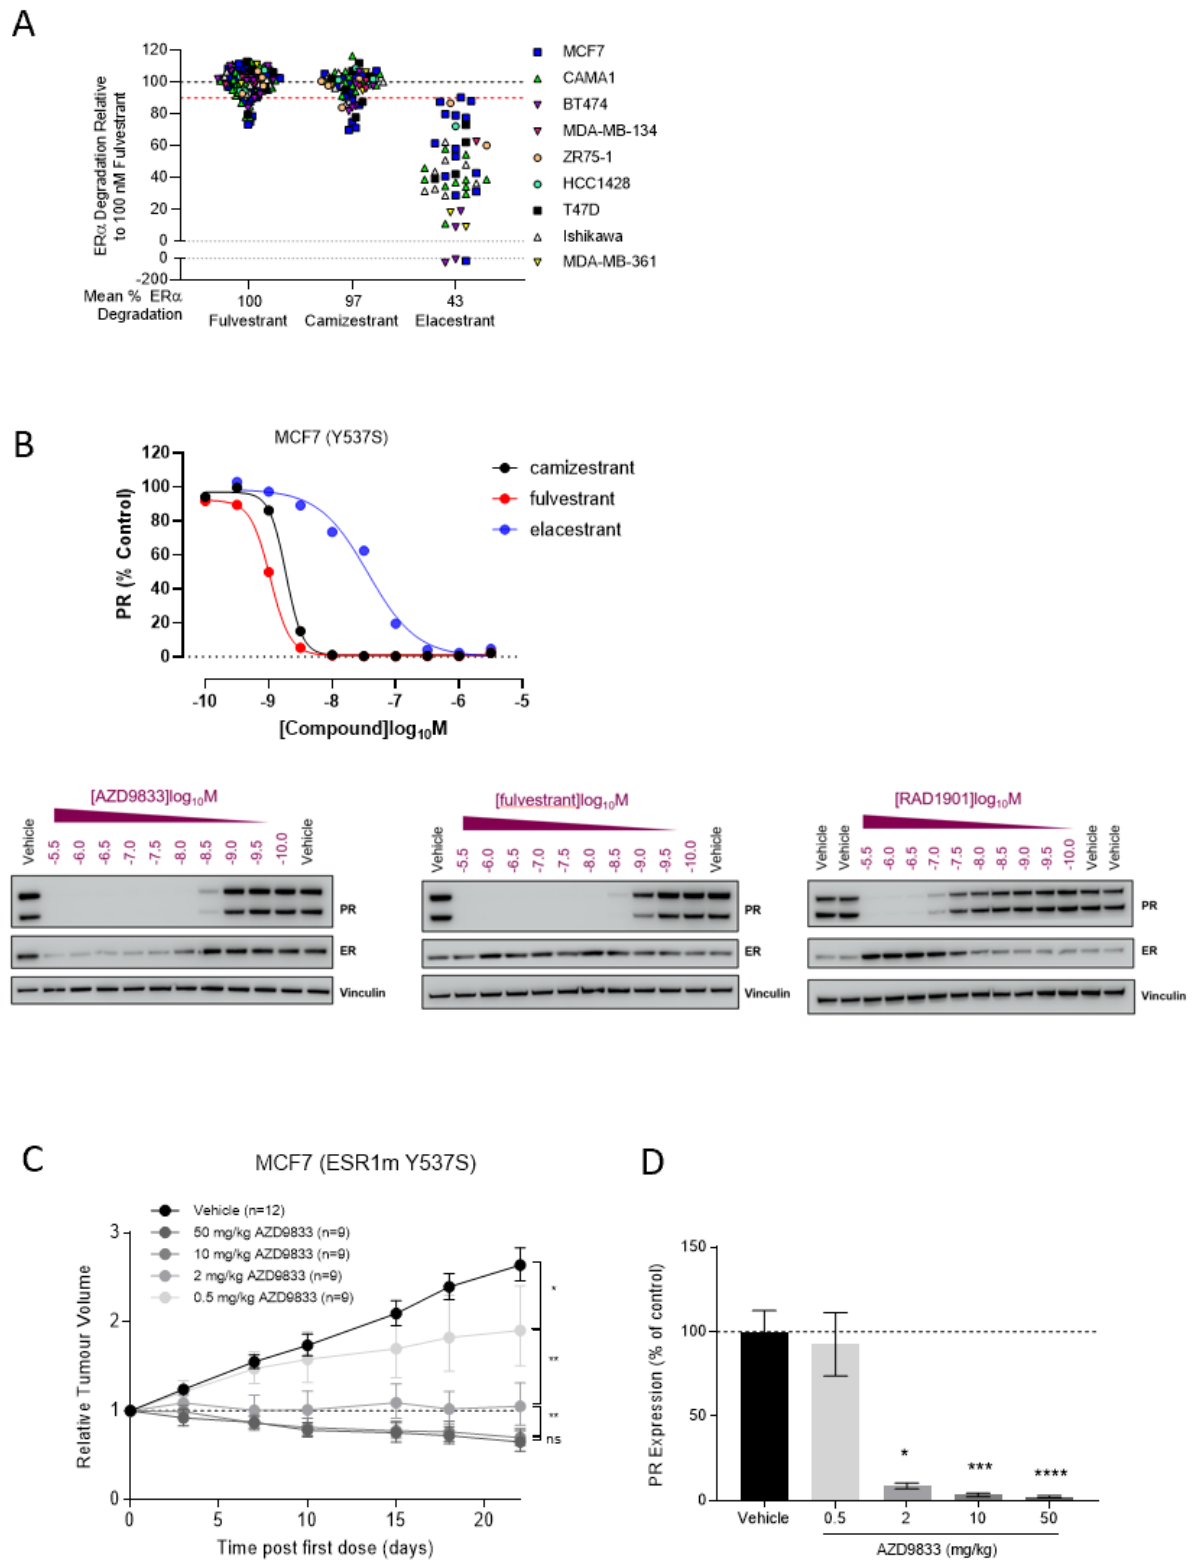 A
ERα Degradation Relative
to 100 nM Fulvestrant
120
100
80
60
40
20
0
0
-200
Mean % ERα
Degradation
100
97
43
Fulvestrant
Camizestrant
Elacestrant
MCF7
CAMA1
BT474
MDA-MB-134
ZR75-1
HCC1428
T47D
Ishikawa
MDA-MB-361
B
MCF7 (Y537S)
PR (% Control)
120
100
80
60
40
20
0
-10 -9 -8 -7 -6 -5
[Compound]log10M
camizestrant
fulvestrant
elacestrant
[AZD9833]log10M
Vehicle -5.5 -6.0 -6.5 -7.0 -7.5 -8.0 -8.5 -9.0 -9.5 -10.0 Vehicle
PR
ER
Vinculin
[fulvestrant]log10M
Vehicle -5.5 -6.0 -6.5 -7.0 -7.5 -8.0 -8.5 -9.0 -9.5 -10.0 Vehicle
PR
ER
Vinculin
[RAD1901]log10M
Vehicle Vehicle -5.5 -6.0 -6.5 -7.0 -7.5 -8.0 -8.5 -9.0 -9.5 -10.0 Vehicle Vehicle
PR
ER
Vinculin
C
MCF7 (ESR1m Y537S)
Vehicle (n=12)
50 mg/kg AZD9833 (n=9)
10 mg/kg AZD9833 (n=9)
2 mg/kg AZD9833 (n=9)
0.5 mg/kg AZD9833 (n=9)
Relative Tumour Volume
3
2
1
0
*
**
**
ns
0 5 10 15 20
Time post first dose (days)
D
PR Expression (% of control)
150
100
50
0
* *** ****
Vehicle 0.5 2 10 50
AZD9833 (mg/kg)